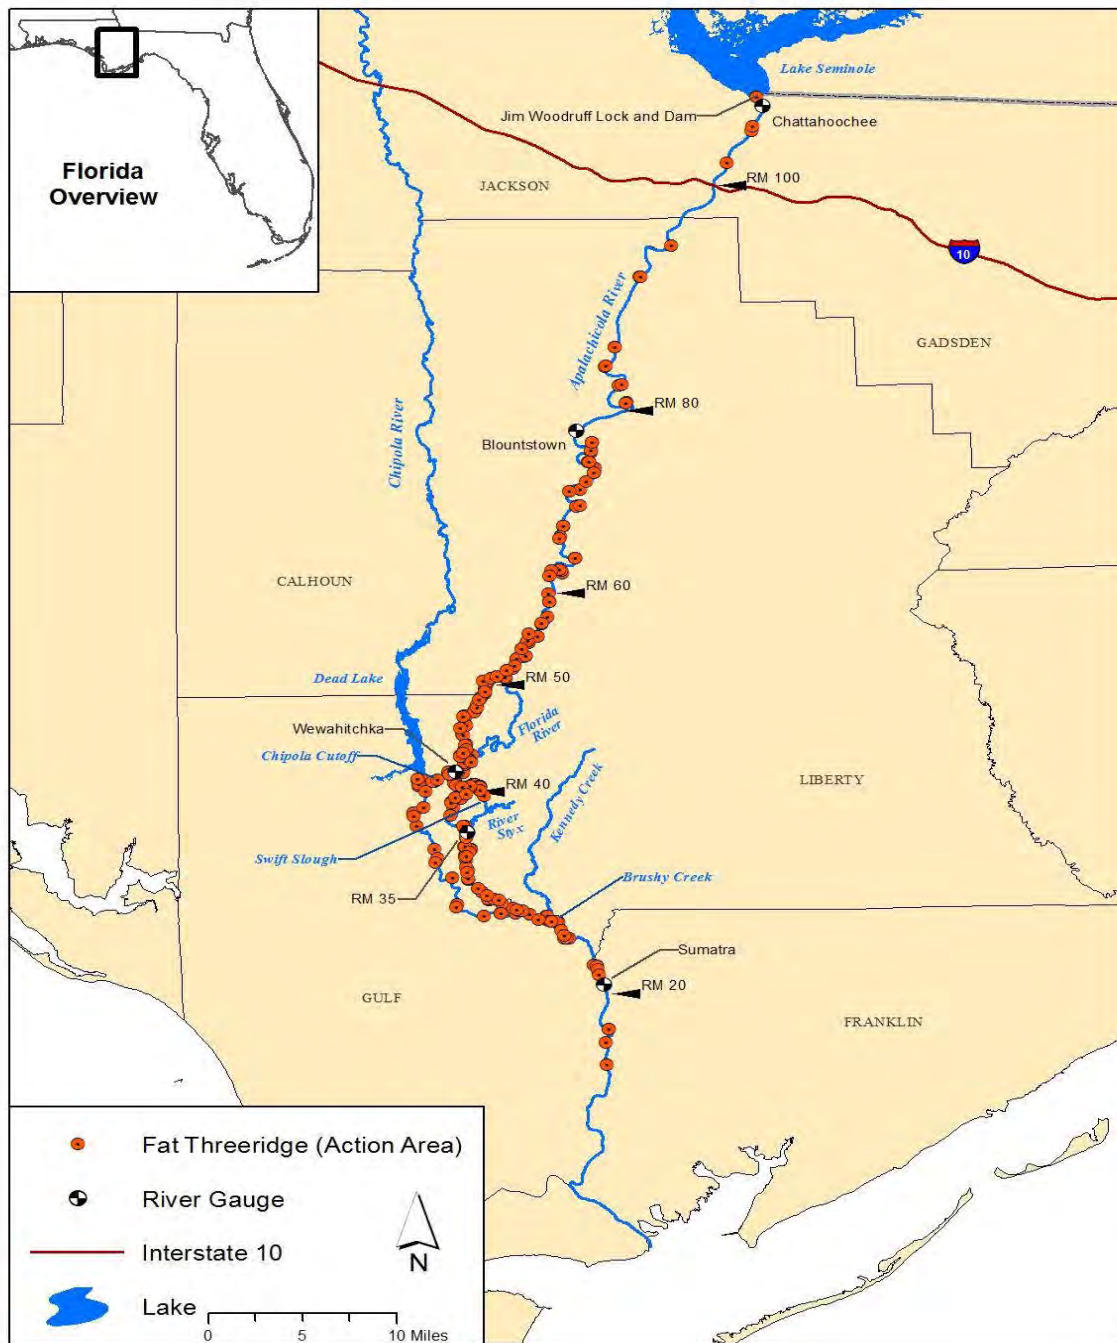 Florida
Overview
Lake Seminole
Jim Woodruff Lock and Dam
Chattahoochee
JACKSON
RM 100
10
Apalachicola River
GADSDEN
Chipola River
RM 80
Blountstown
CALHOUN
RM 60
Dead Lake
RM 50
Wewahitchka
Florida
River
Chipola Cutoff
LIBERTY
RM 40
Kennedy Creek
River
Styx
Swift Slough
Brushy Creek
RM 35
Sumatra
RM 20
GULF
FRANKLIN
Fat Threeridge (Action Area)
River Gauge
Interstate 10
N
Lake
0 5 10 Miles